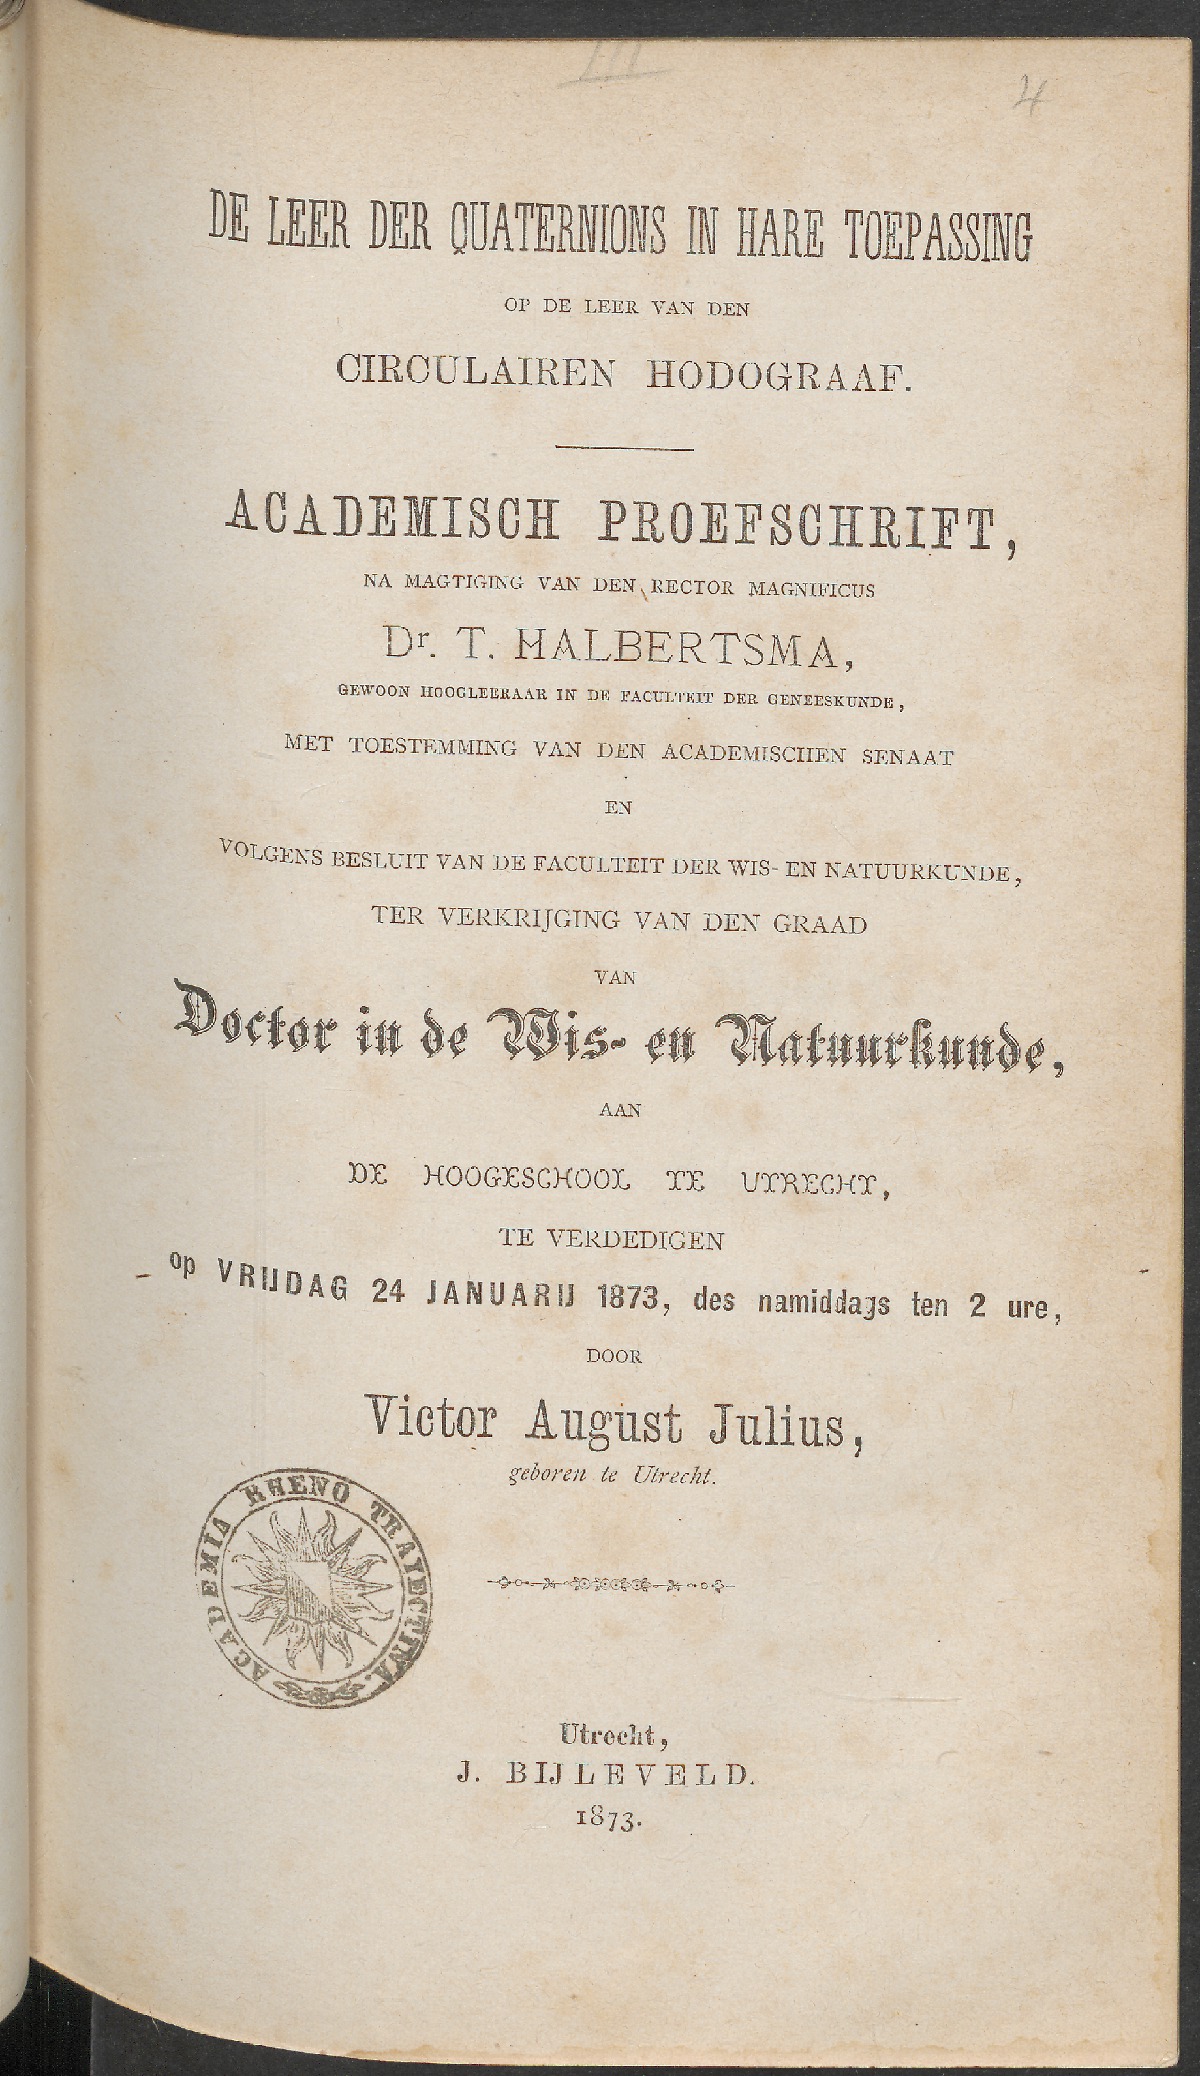 III
4
DE LEER DER QUATERNIONS IN HARE TOEPASSING
OP DE LEER VAN DEN
CIRCULAIREN HODOGRAAF.
ACADEMISCH PROEFSCHRIFT,
NA MAGTIGING VAN DEN RECTOR MAGNIFICUS
Dr. T. HALBERTSMA,
GEWOON HOOGLEERAAR IN DE FACULTEIT DER GENEESKUNDE,
MET TOESTEMMING VAN DEN ACADEMISCHEN SENAAT
EN
VOLGENS BESLUIT VAN DE FACULTEIT DER WIS- EN NATUURKUNDE,
TER VERKRIJGING VAN DEN GRAAD
VAN
Doctor in de Wis- en Natuurkunde,
AAN
DE HOOGESCHOOL TE UTRECHT,
TE VERDEDIGEN
op VRIJDAG 24 JANUARIJ 1873, des namiddags ten 2 ure,
DOOR
Victor August Julius,
geboren te Utrecht.
ACADEMIA RHENO TRAIECTINA.
Utrecht,
J. BIJLEVELD.
1873.